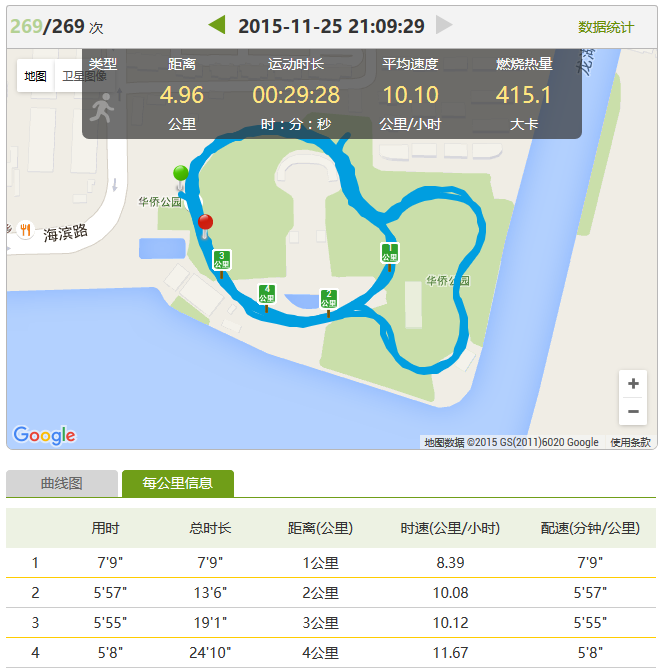 269/269 次
2015-11-25 21:09:29
数据统计
地图 卫星图像
类型 距离 运动时长 平均速度 燃烧热量
4.96 00:29:28 10.10 415.1
公里 时：分：秒 公里/小时 大卡
华侨公园
海滨路
3
公里
4
公里
2
公里
1
公里
华侨公园
+
−
Google
地图数据 ©2015 GS(2011)6020 Google 使用条款
曲线图 每公里信息
用时 总时长 距离(公里) 时速(公里/小时) 配速(分钟/公里)
1 7'9" 7'9" 1公里 8.39 7'9"
2 5'57" 13'6" 2公里 10.08 5'57"
3 5'55" 19'1" 3公里 10.12 5'55"
4 5'8" 24'10" 4公里 11.67 5'8"